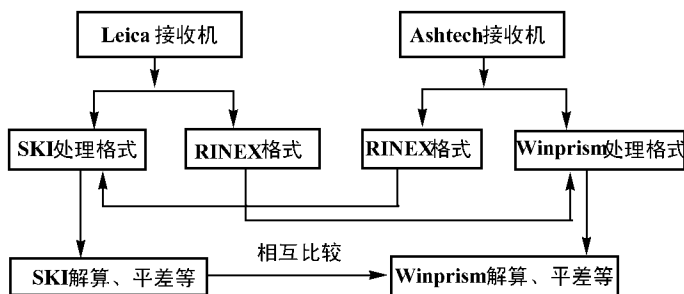 Leica 接收机
Ashtech接收机
SKI处理格式
RINEX格式
RINEX格式
Winprism处理格式
相互比较
SKI解算、平差等
Winprism解算、平差等